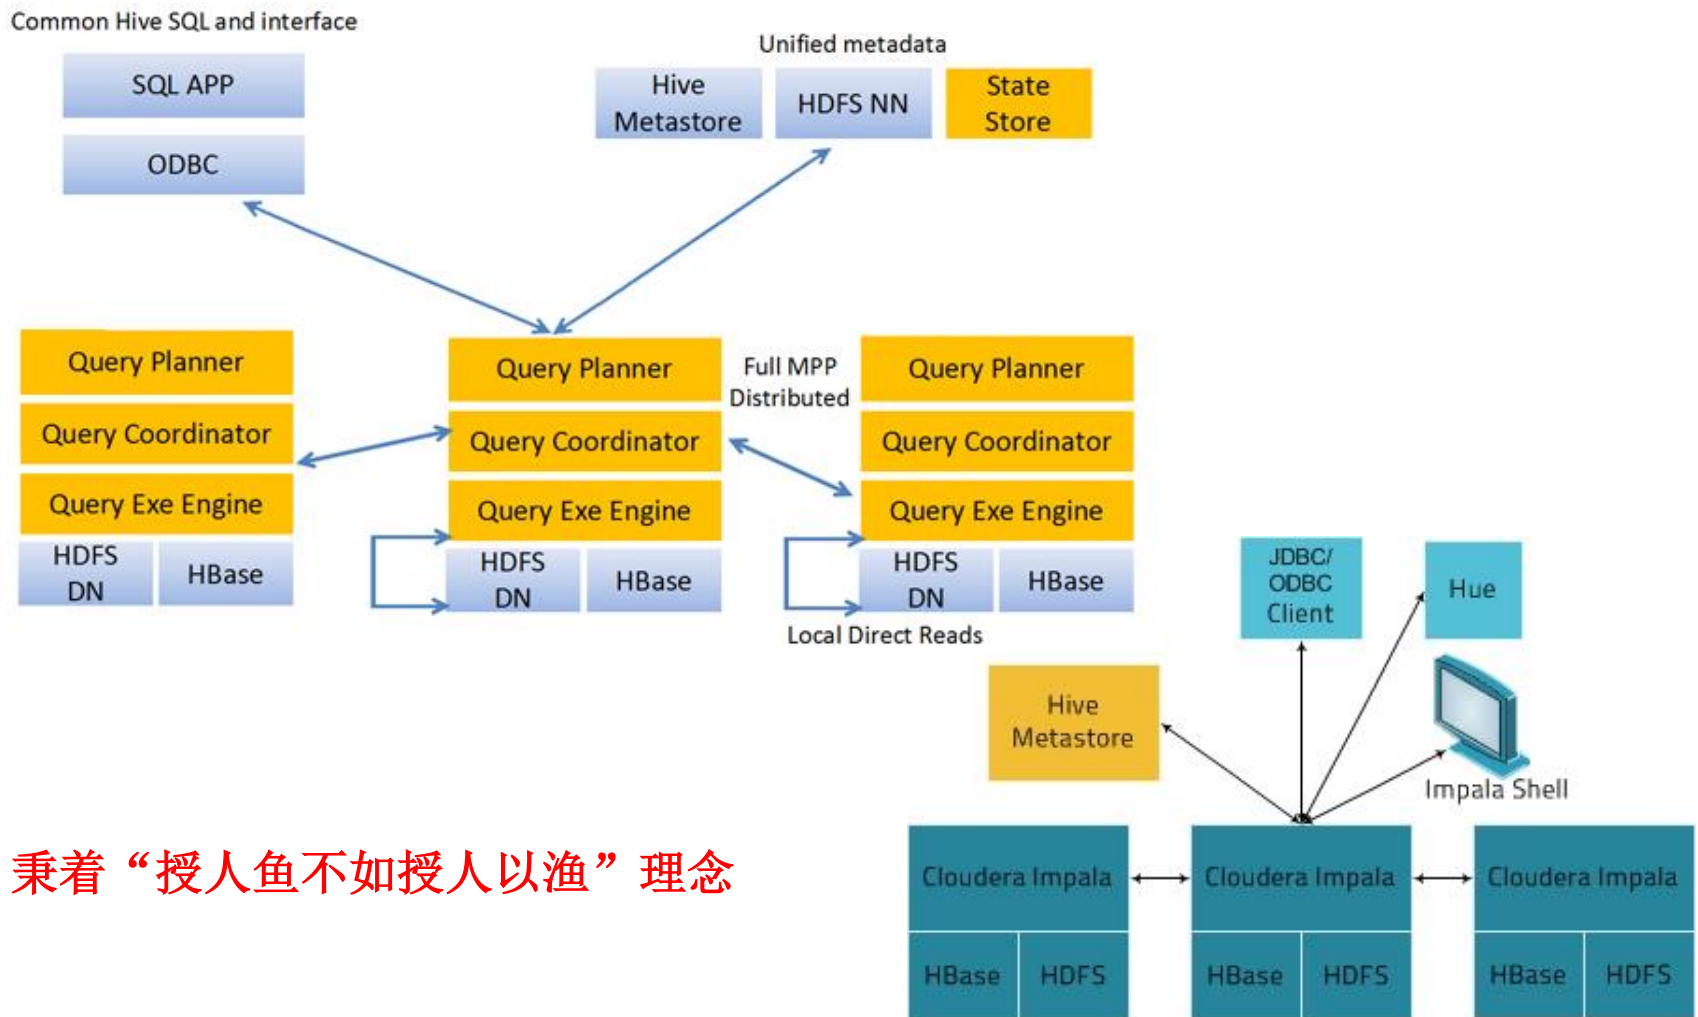 Common Hive SQL and interface
SQL APP
ODBC
Unified metadata
Hive
Metastore
HDFS NN
State
Store
Query Planner
Query Coordinator
Query Exe Engine
HDFS
DN
HBase
Query Planner
Query Coordinator
Query Exe Engine
HDFS
DN
HBase
Full MPP
Distributed
Query Planner
Query Coordinator
Query Exe Engine
HDFS
DN
HBase
Local Direct Reads
JDBC/
ODBC
Client
Hue
Hive
Metastore
Impala Shell
Cloudera Impala
HBase
HDFS
Cloudera Impala
HBase
HDFS
Cloudera Impala
HBase
HDFS
秉着“授人鱼不如授人以渔”理念